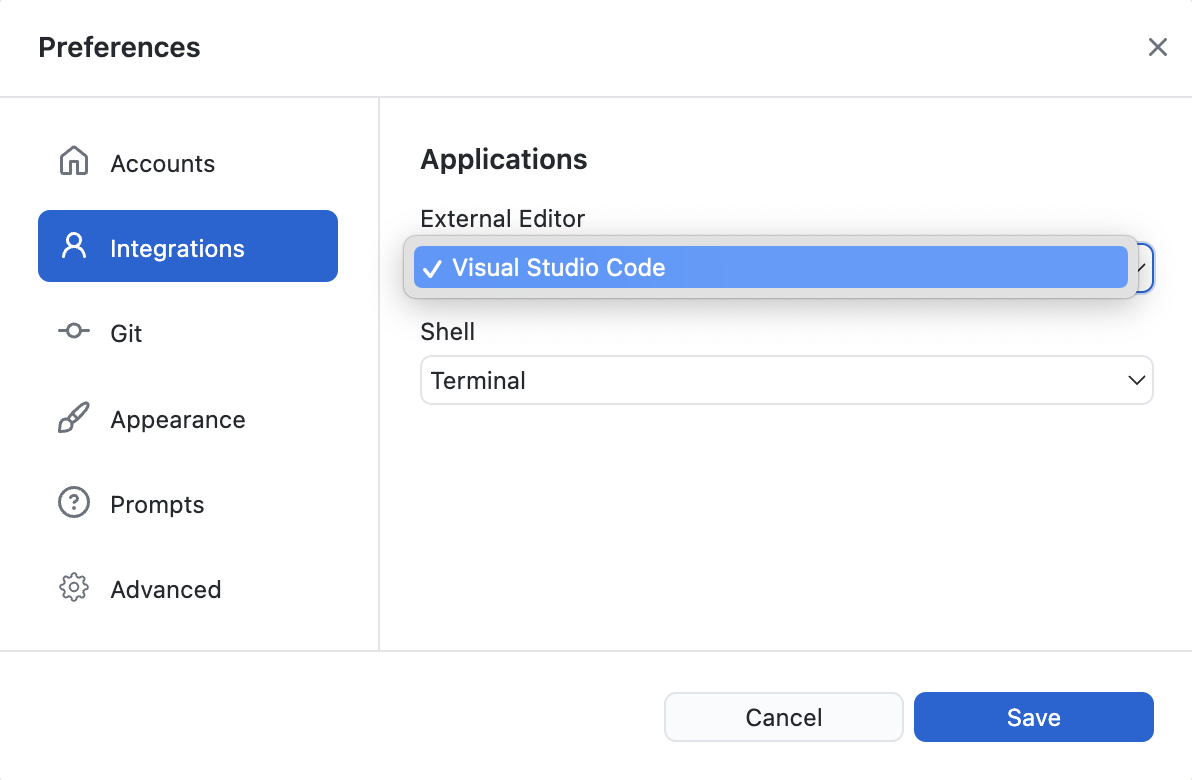 Preferences
Accounts
Integrations
Git
Appearance
Prompts
Advanced
Applications
External Editor
Visual Studio Code
Shell
Terminal
Cancel
Save